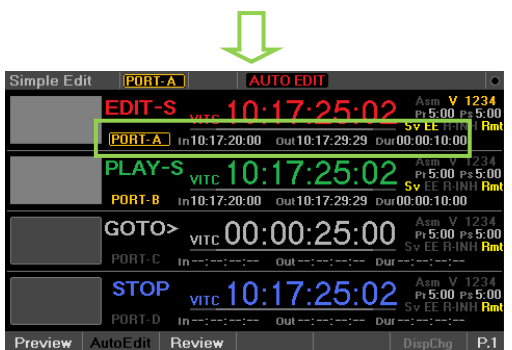 Simple Edit PORT-A AUTO EDIT
EDIT-S VITC 10:17:25:02 Asm V 1234
Pr 5:00 Ps 5:00
Sv EE R-INH Rmt
PORT-A In 10:17:20:00 Out 10:17:29:29 Dur 00:00:10:00
PLAY-S VITC 10:17:25:02 Asm V 1234
Pr 5:00 Ps 5:00
Sv EE R-INH Rmt
PORT-B In 10:17:20:00 Out 10:17:29:29 Dur 00:00:10:00
GOTO> VITC 00:00:25:00 Asm V 1234
Pr 5:00 Ps 5:00
Sv EE R-INH Rmt
PORT-C In --:--:--:-- Out --:--:--:-- Dur --:--:--:--
STOP VITC 10:17:25:02 Asm V 1234
Pr 5:00 Ps 5:00
Sv EE R-INH Rmt
PORT-D In --:--:--:-- Out --:--:--:-- Dur --:--:--:--
Preview AutoEdit Review DispChg P.1